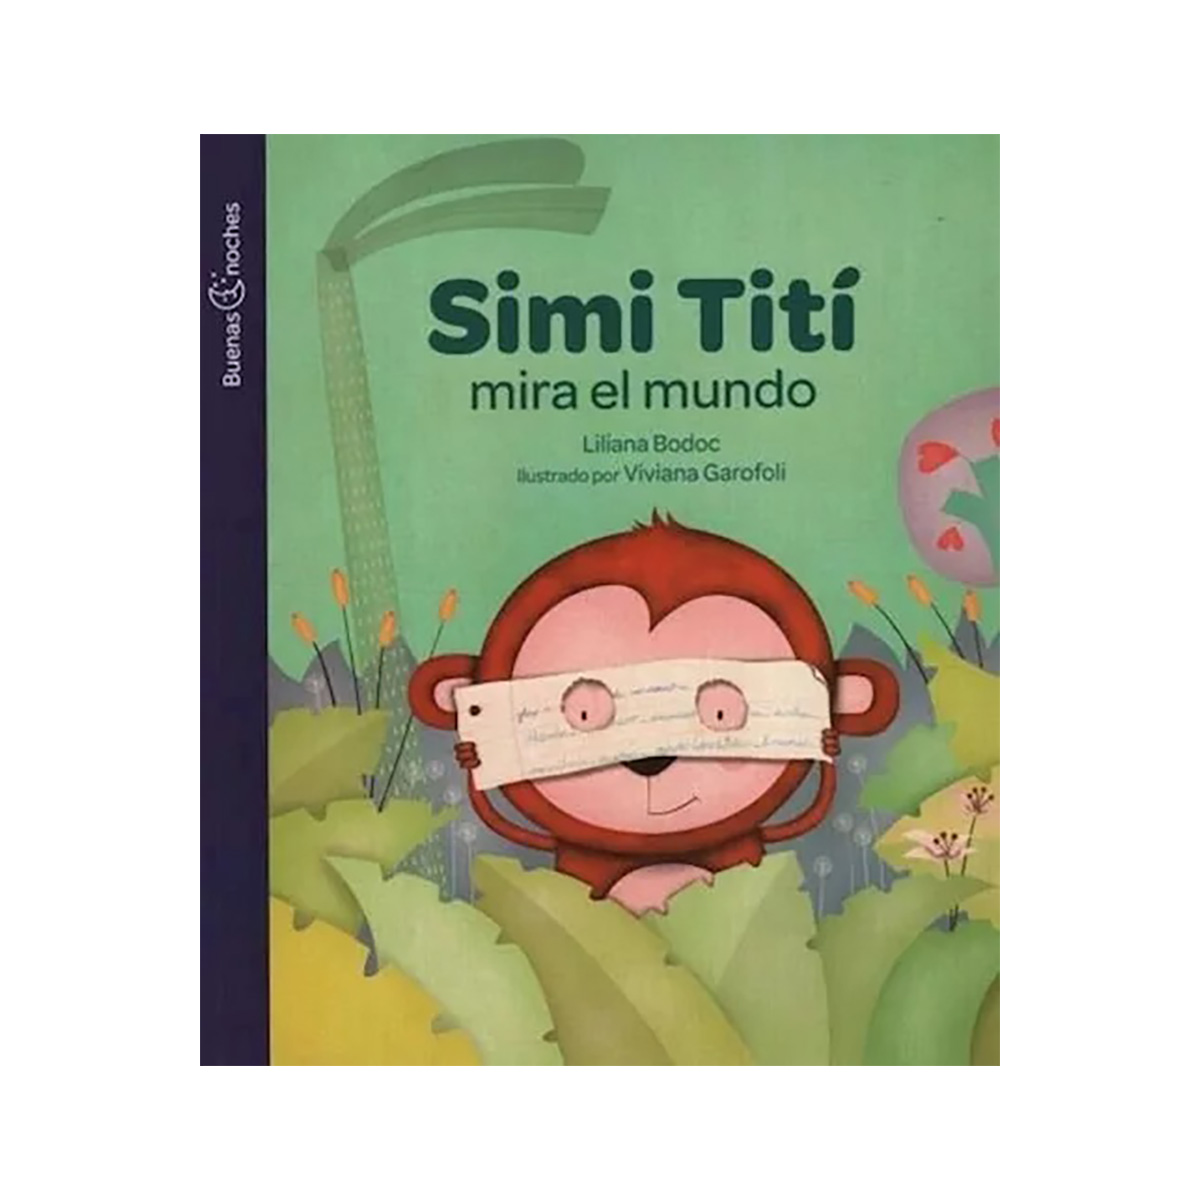 Buenas noches
Simi Tití
mira el mundo
Liliana Bodoc
Ilustrado por Viviana Garofoli